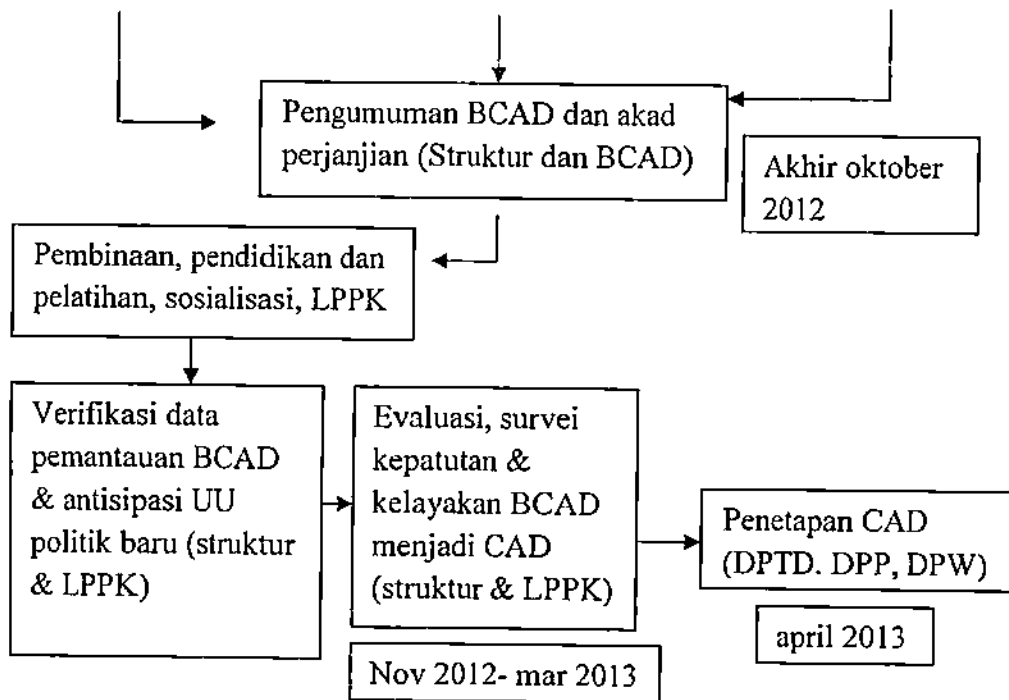 Pengumuman BCAD dan akad
perjanjian (Struktur dan BCAD)
Akhir oktober
2012
Pembinaan, pendidikan dan
pelatihan, sosialisasi, LPPK
Verifikasi data
pemantauan BCAD
& antisipasi UU
politik baru (struktur
& LPPK)
Evaluasi, survei
kepatutan &
kelayakan BCAD
menjadi CAD
(struktur & LPPK)
Nov 2012- mar 2013
Penetapan CAD
(DPTD. DPP, DPW)
april 2013